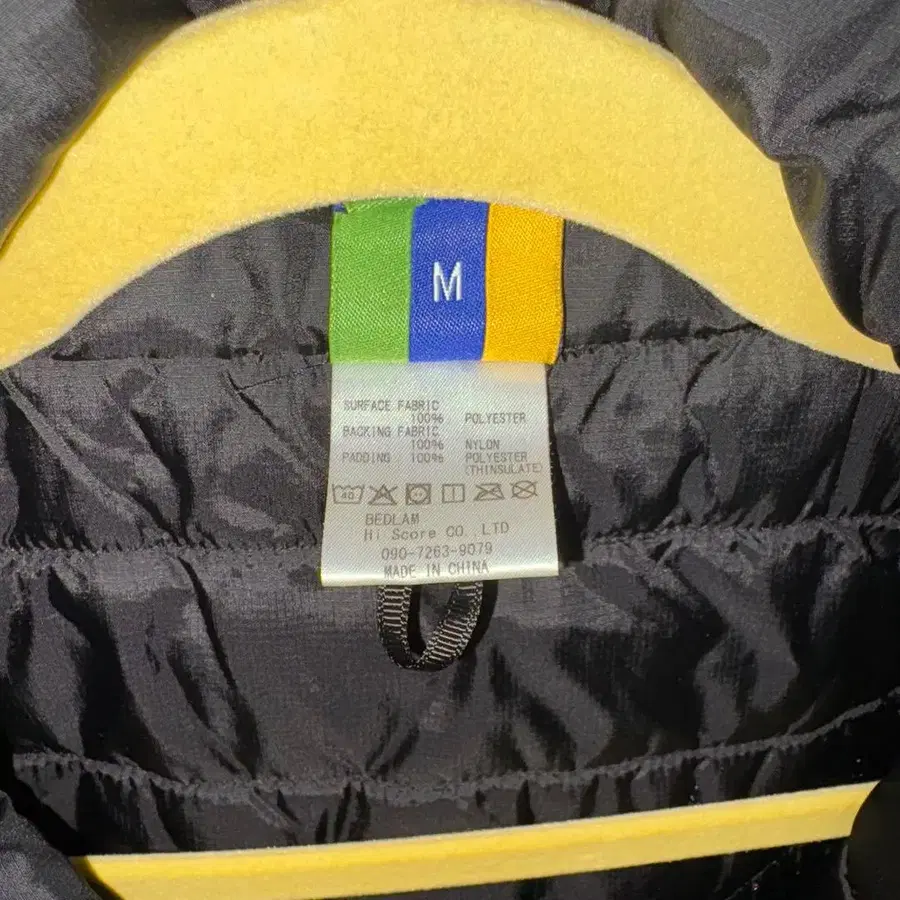 M
SURFACE FABRIC
100% POLYESTER
BACKING FABRIC
100% NYLON
PADDING 100% POLYESTER
(THINSULATE)
40
BEDLAM
Hi Score CO.,LTD
090-7263-9079
MADE IN CHINA